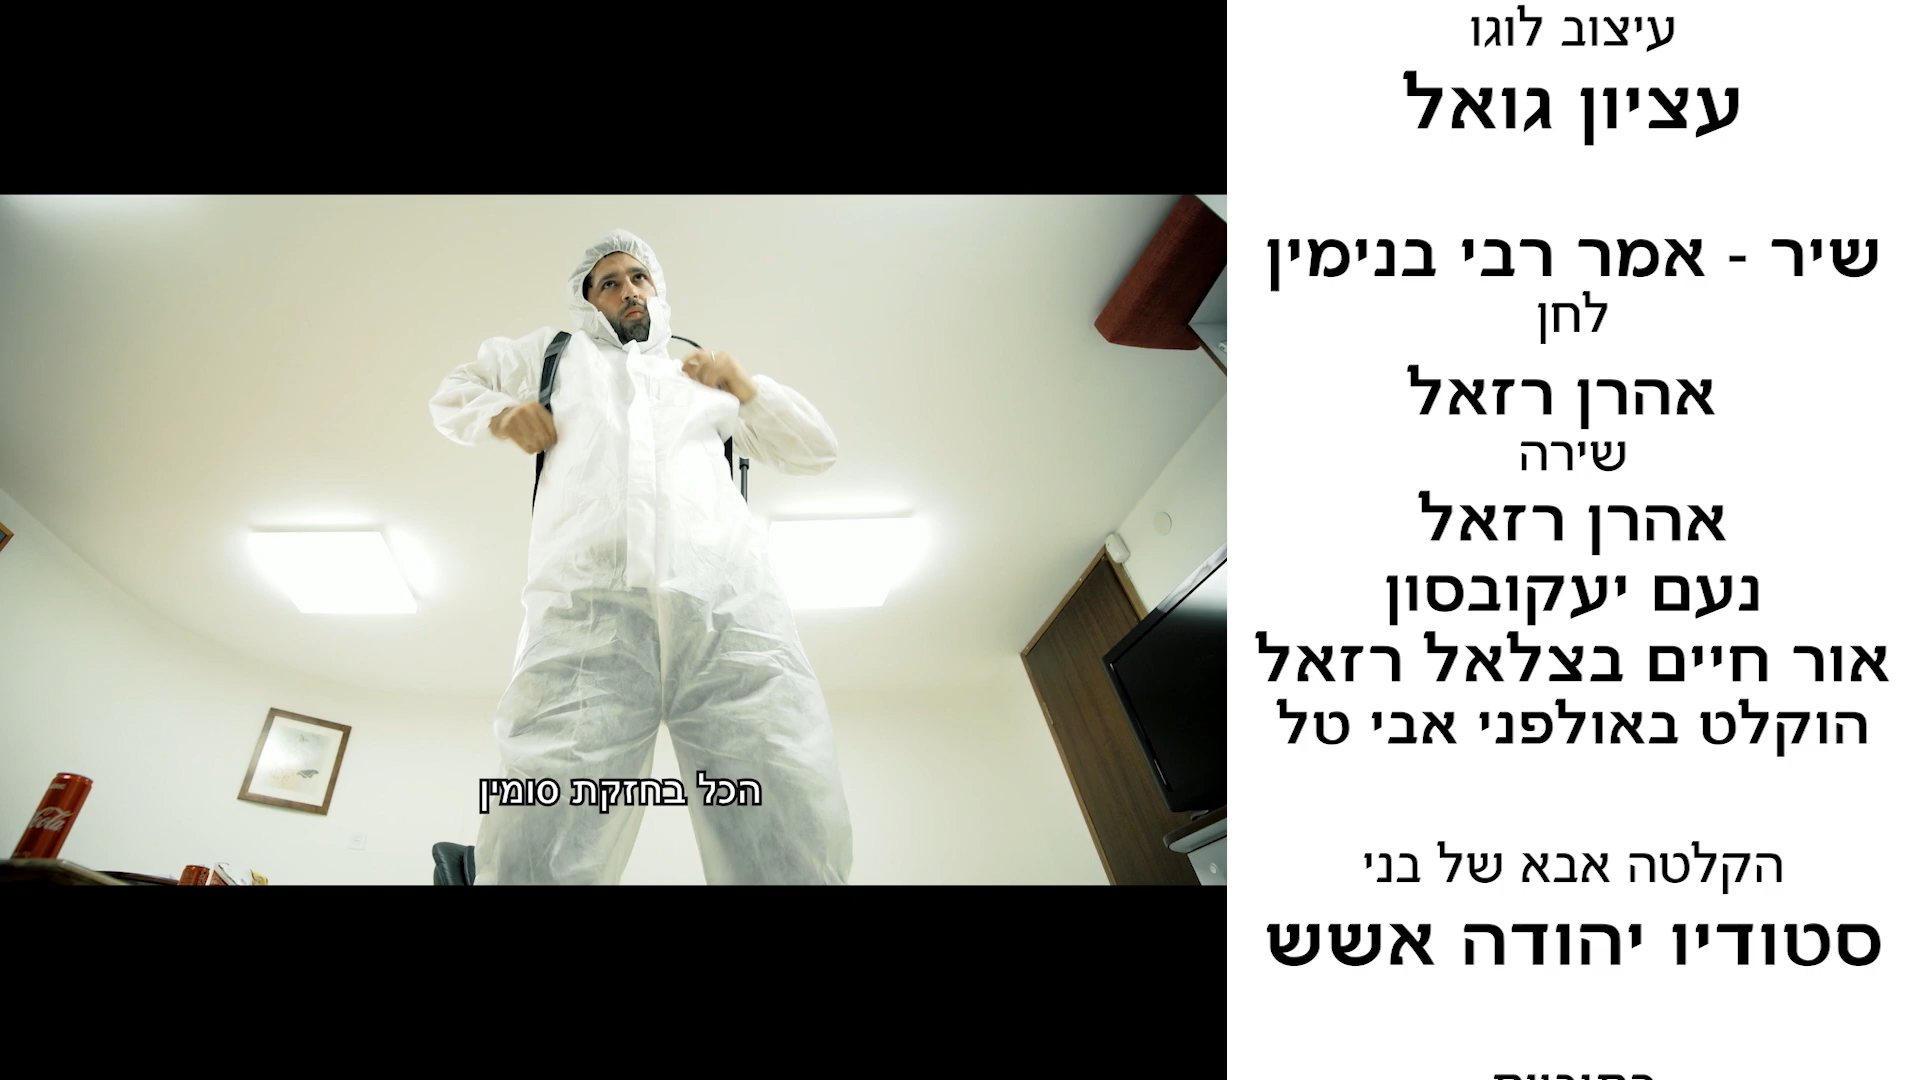 עיצוב לוגו
עציון גואל
שיר - אמר רבי בנימין
לחן
אהרן רזאל
שירה
אהרן רזאל
נעם יעקובסון
אור חיים בצלאל רזאל
הוקלט באולפני אבי טל
הקלטה אבא של בני
סטודיו יהודה אשש
הכל בחזקת סומין